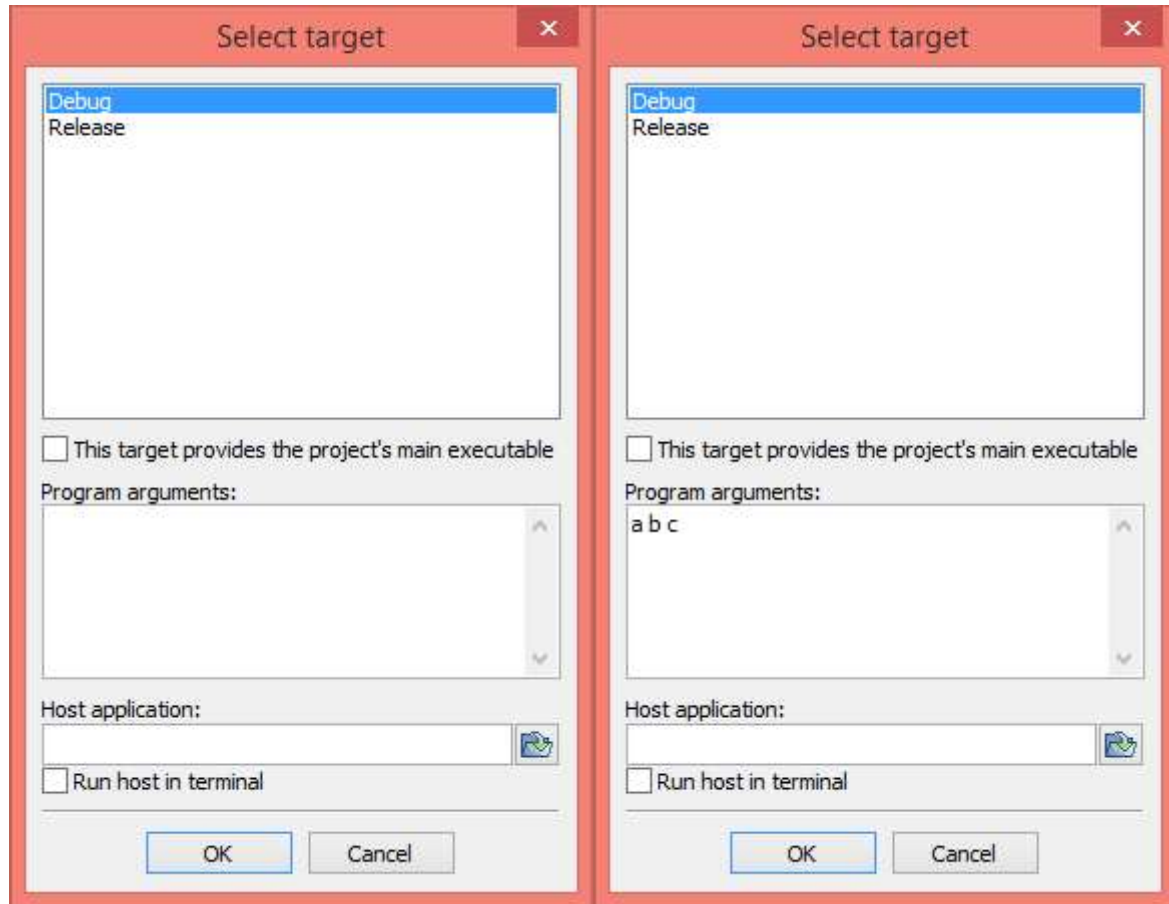 Select target
Debug
Release
This target provides the project's main executable
Program arguments:
Host application:
Run host in terminal
OK
Cancel
Select target
Debug
Release
This target provides the project's main executable
Program arguments:
a b c
Host application:
Run host in terminal
OK
Cancel